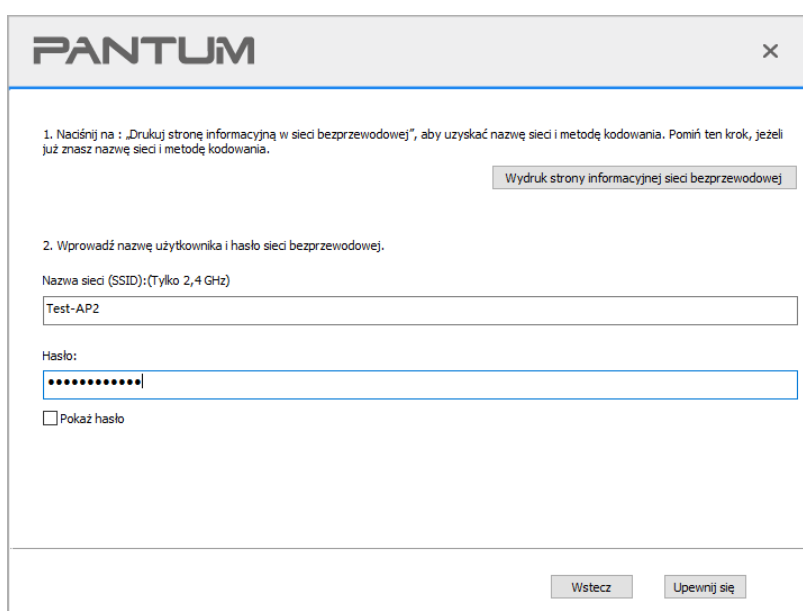 PANTUM
1. Naciśnij na : „Drukuj stronę informacyjną w sieci bezprzewodowej”, aby uzyskać nazwę sieci i metodę kodowania. Pomiń ten krok, jeżeli
już znasz nazwę sieci i metodę kodowania.
Wydruk strony informacyjnej sieci bezprzewodowej
2. Wprowadź nazwę użytkownika i hasło sieci bezprzewodowej.
Nazwa sieci (SSID):(Tylko 2,4 GHz)
Test-AP2
Hasło:
●●●●●●●●●●●●
Pokaż hasło
Wstecz
Upewnij się